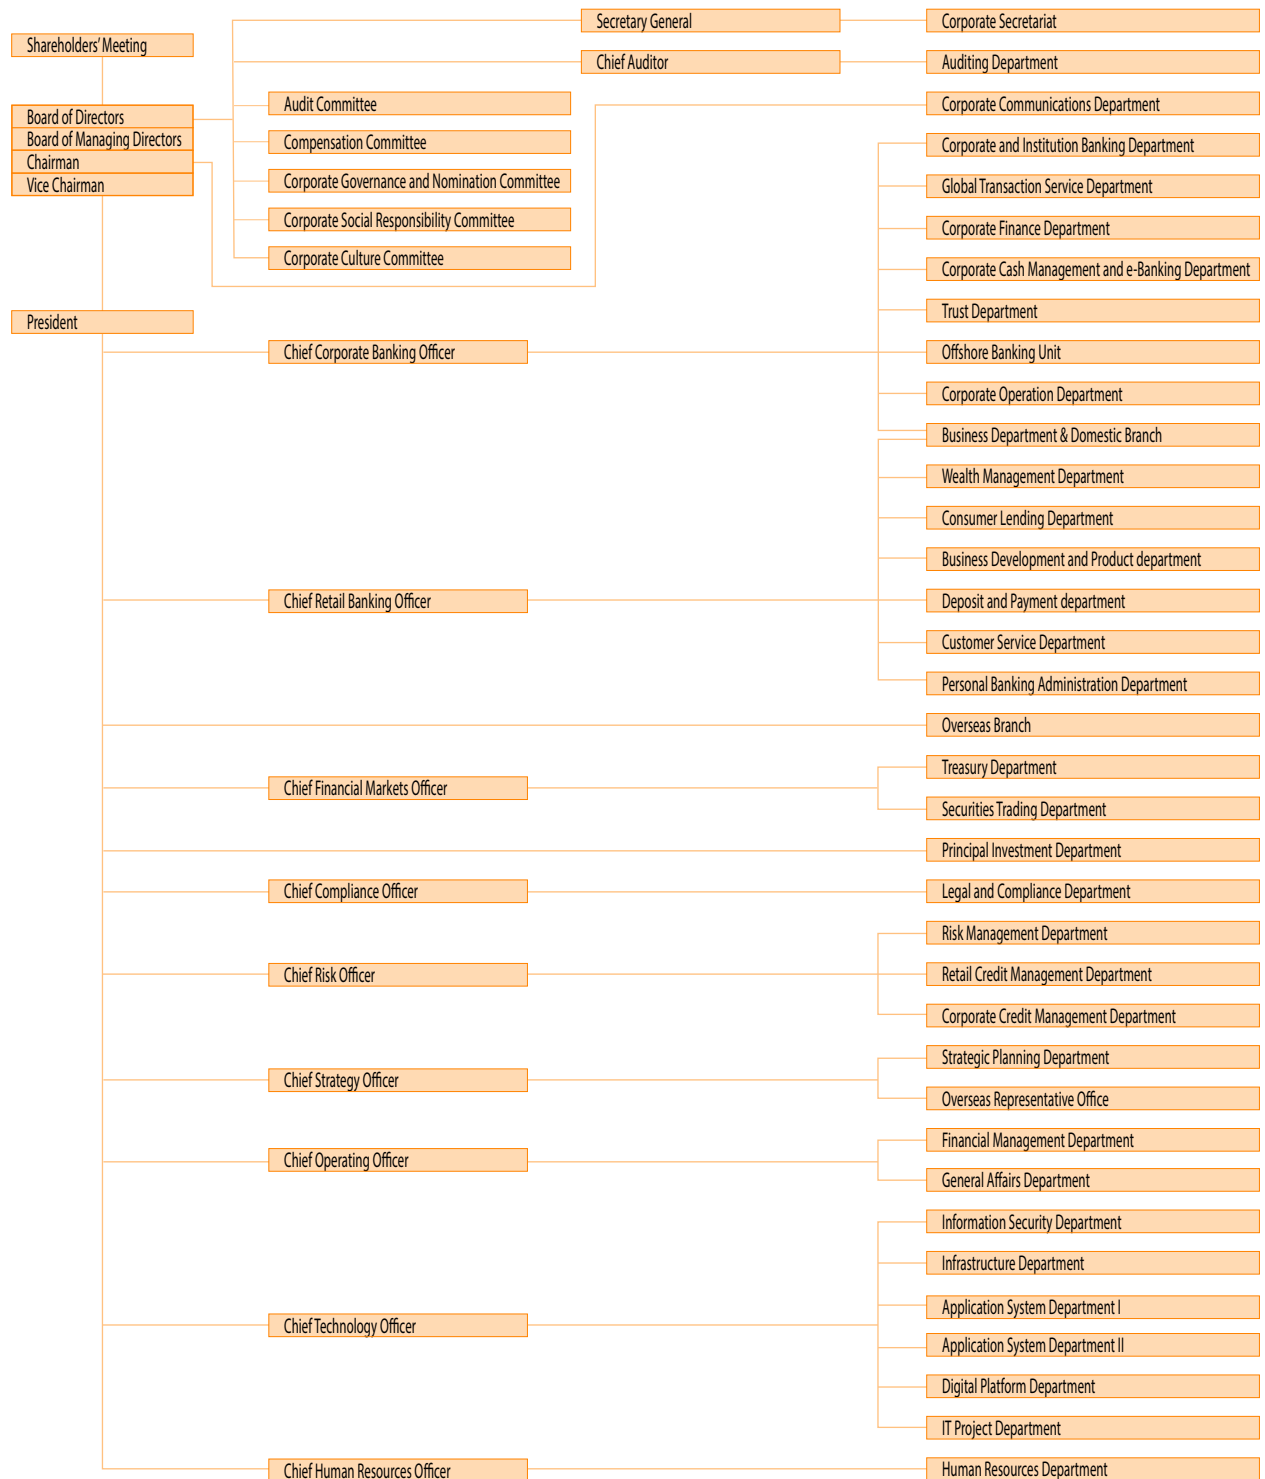 Shareholders' Meeting
Board of Directors
Board of Managing Directors
Chairman
Vice Chairman
President
Secretary General
Chief Auditor
Audit Committee
Compensation Committee
Corporate Governance and Nomination Committee
Corporate Social Responsibility Committee
Corporate Culture Committee
Chief Corporate Banking Officer
Chief Retail Banking Officer
Chief Financial Markets Officer
Chief Compliance Officer
Chief Risk Officer
Chief Strategy Officer
Chief Operating Officer
Chief Technology Officer
Chief Human Resources Officer
Corporate Secretariat
Auditing Department
Corporate Communications Department
Corporate and Institution Banking Department
Global Transaction Service Department
Corporate Finance Department
Corporate Cash Management and e-Banking Department
Trust Department
Offshore Banking Unit
Corporate Operation Department
Business Department & Domestic Branch
Wealth Management Department
Consumer Lending Department
Business Development and Product department
Deposit and Payment department
Customer Service Department
Personal Banking Administration Department
Overseas Branch
Treasury Department
Securities Trading Department
Principal Investment Department
Legal and Compliance Department
Risk Management Department
Retail Credit Management Department
Corporate Credit Management Department
Strategic Planning Department
Overseas Representative Office
Financial Management Department
General Affairs Department
Information Security Department
Infrastructure Department
Application System Department I
Application System Department II
Digital Platform Department
IT Project Department
Human Resources Department